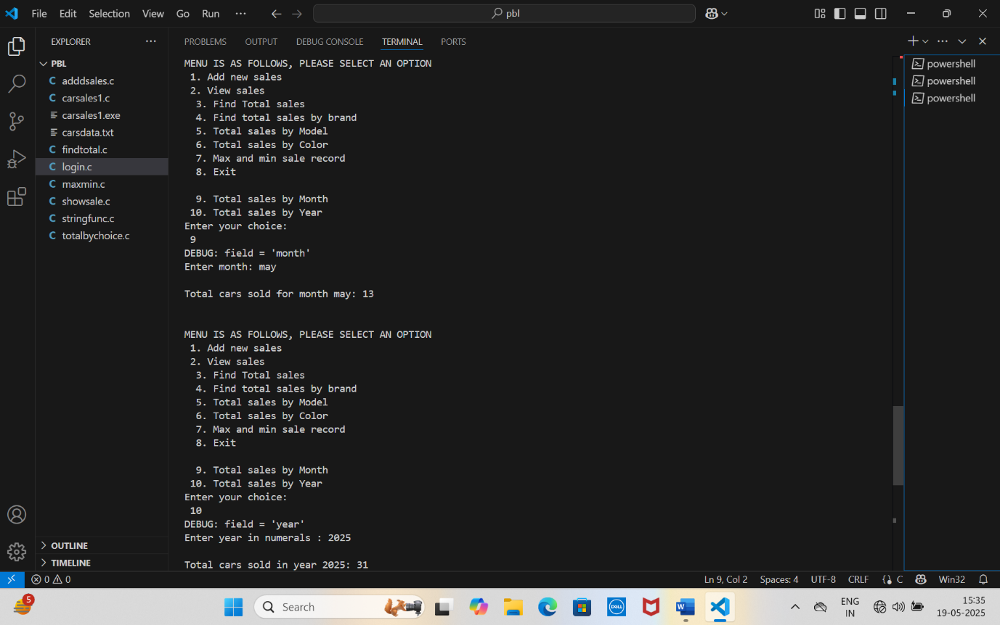 File Edit Selection View Go Run ··· pbl
EXPLORER ···
PBL
C adddsales.c
C carsales1.c
carsales1.exe
carsdata.txt
C findtotal.c
C login.c
C maxmin.c
C showsale.c
C stringfunc.c
C totalbychoice.c
OUTLINE
TIMELINE
PROBLEMS OUTPUT DEBUG CONSOLE TERMINAL PORTS
MENU IS AS FOLLOWS, PLEASE SELECT AN OPTION
1. Add new sales
2. View sales
3. Find Total sales
4. Find total sales by brand
5. Total sales by Model
6. Total sales by Color
7. Max and min sale record
8. Exit
9. Total sales by Month
10. Total sales by Year
Enter your choice:
9
DEBUG: field = 'month'
Enter month: may
Total cars sold for month may: 13
MENU IS AS FOLLOWS, PLEASE SELECT AN OPTION
1. Add new sales
2. View sales
3. Find Total sales
4. Find total sales by brand
5. Total sales by Model
6. Total sales by Color
7. Max and min sale record
8. Exit
9. Total sales by Month
10. Total sales by Year
Enter your choice:
10
DEBUG: field = 'year'
Enter year in numerals : 2025
Total cars sold in year 2025: 31
powershell
powershell
powershell
0 0 Ln 9, Col 2 Spaces: 4 UTF-8 CRLF C Win32
5
Search
DELL
ENG
IN
15:35
19-05-2025